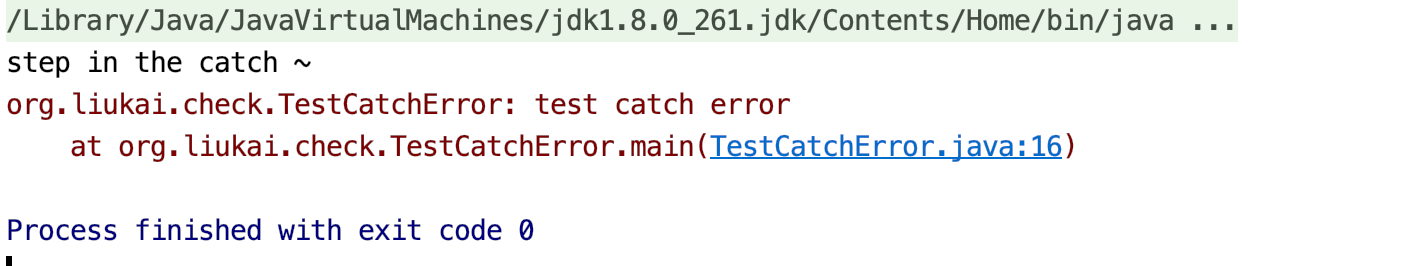 /Library/Java/JavaVirtualMachines/jdk1.8.0_261.jdk/Contents/Home/bin/java ...
step in the catch ~
org.liukai.check.TestCatchError: test catch error
    at org.liukai.check.TestCatchError.main(TestCatchError.java:16)
Process finished with exit code 0